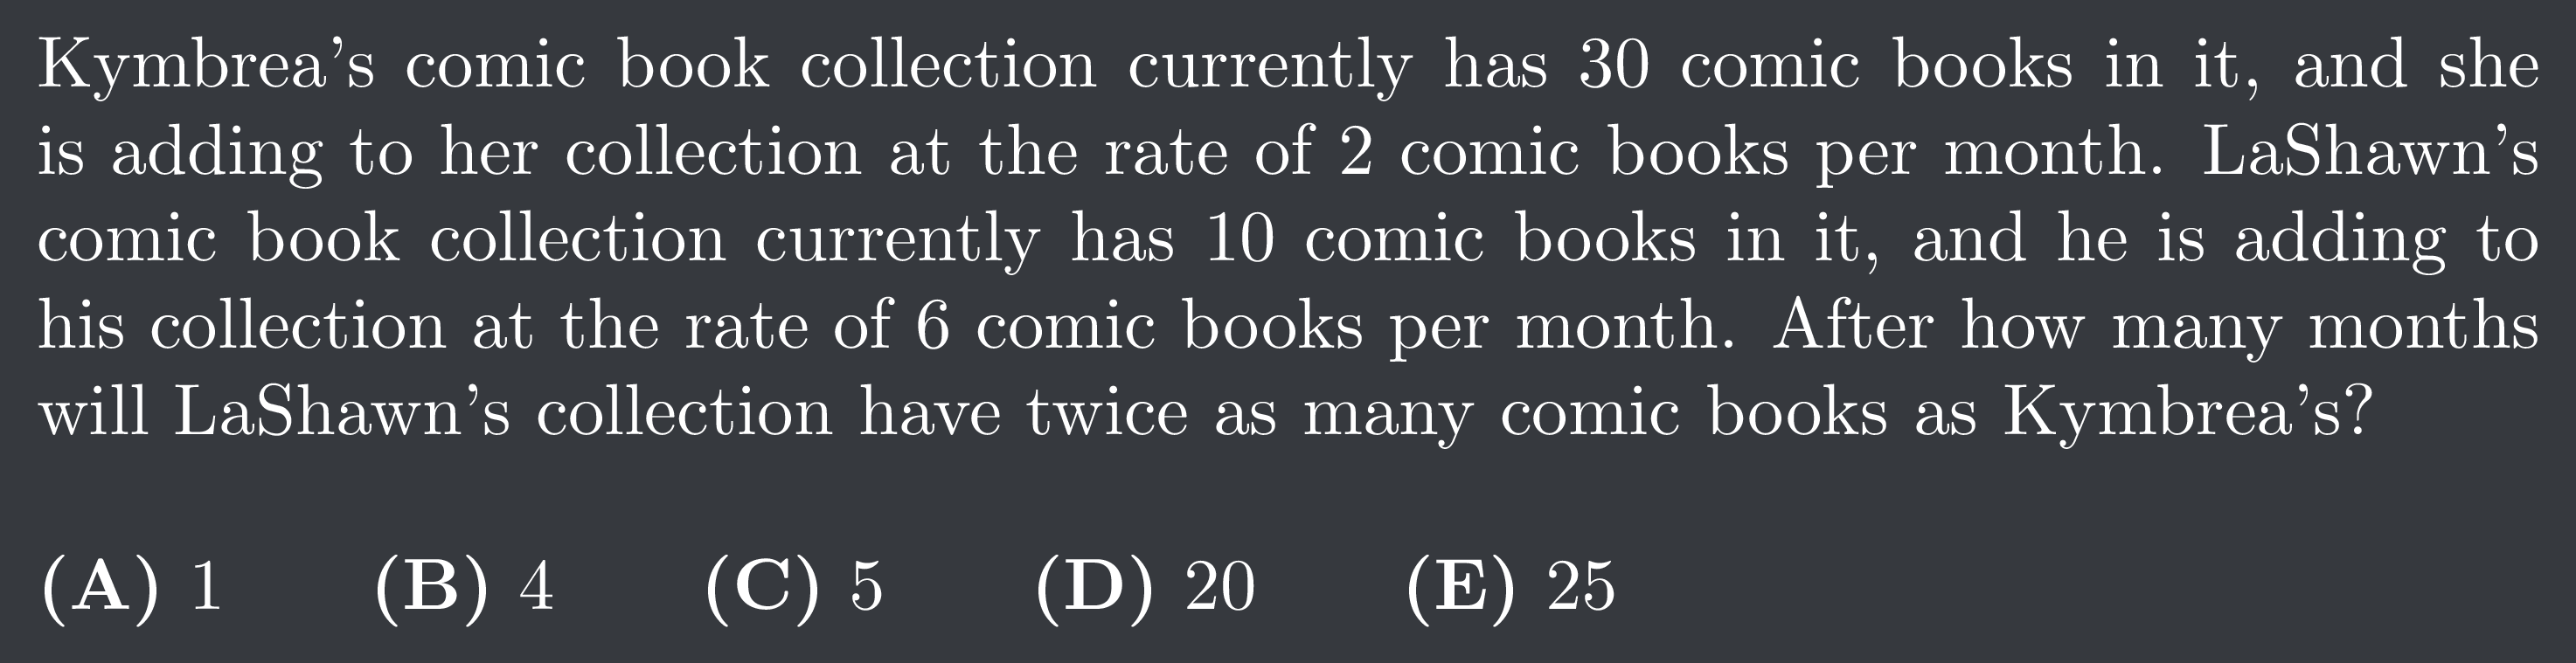 Kymbrea's comic book collection currently has 30 comic books in it, and she
is adding to her collection at the rate of 2 comic books per month. LaShawn's
comic book collection currently has 10 comic books in it, and he is adding to
his collection at the rate of 6 comic books per month. After how many months
will LaShawn's collection have twice as many comic books as Kymbrea's?
(A) 1 (B) 4 (C) 5 (D) 20 (E) 25